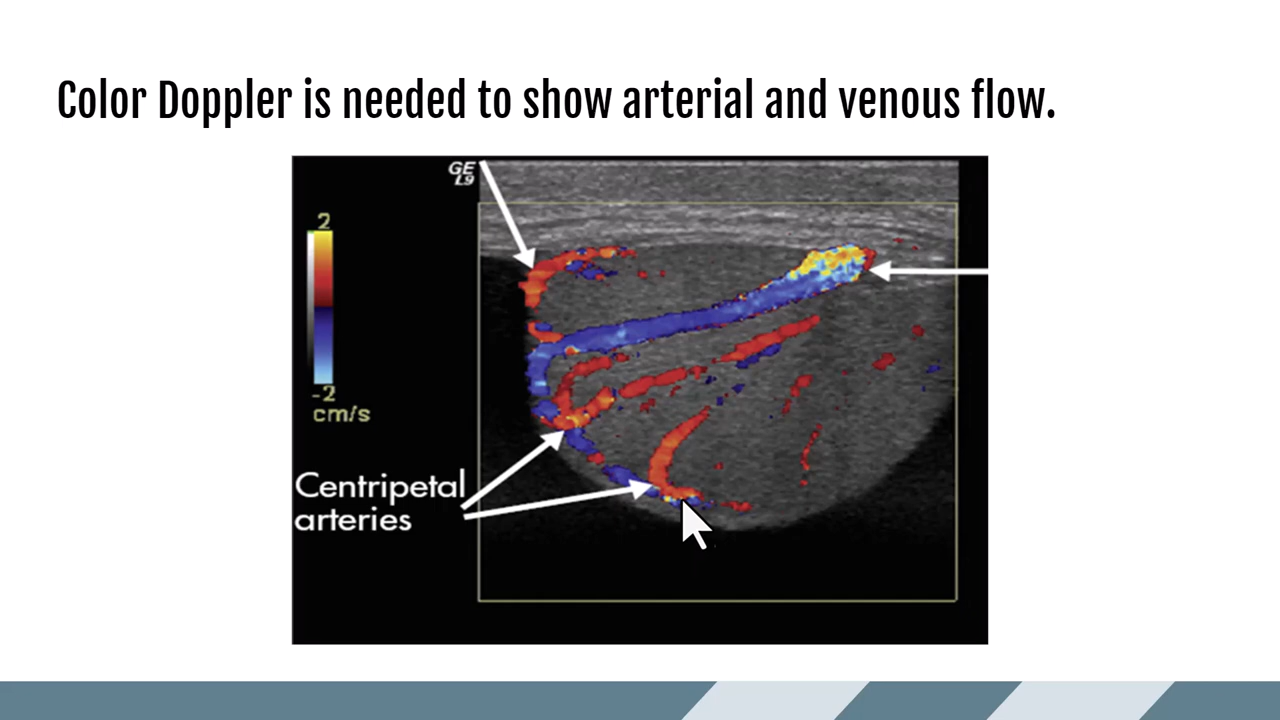 Color Doppler is needed to show arterial and venous flow.
GE
L9
2
-2
cm/s
Centripetal
arteries